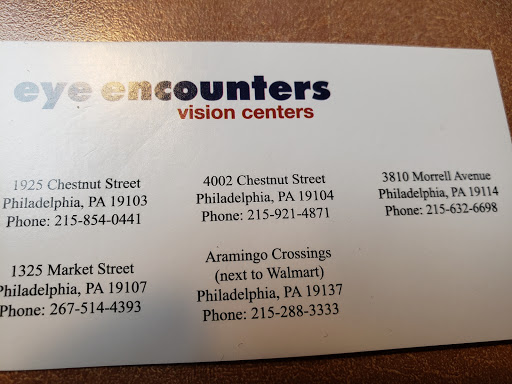 eye encounters
vision centers
1925 Chestnut Street
Philadelphia, PA 19103
Phone: 215-854-0441
4002 Chestnut Street
Philadelphia, PA 19104
Phone: 215-921-4871
3810 Morrell Avenue
Philadelphia, PA 19114
Phone: 215-632-6698
1325 Market Street
Philadelphia, PA 19107
Phone: 267-514-4393
Aramingo Crossings
(next to Walmart)
Philadelphia, PA 19137
Phone: 215-288-3333